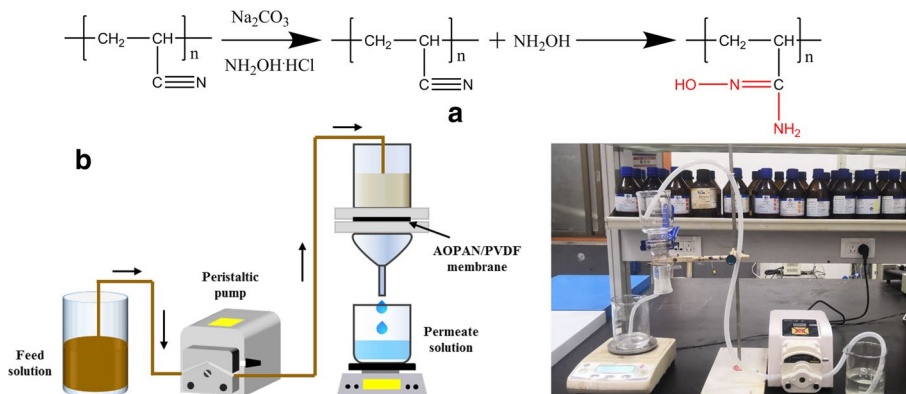 Na₂CO₃
CH₂ CH n C N
NH₂OH·HCl
CH₂ CH n C N
+ NH₂OH
CH₂ CH n
HO N C
NH₂
a
b
AOPAN/PVDF
membrane
Peristaltic
pump
Feed
solution
Permeate
solution